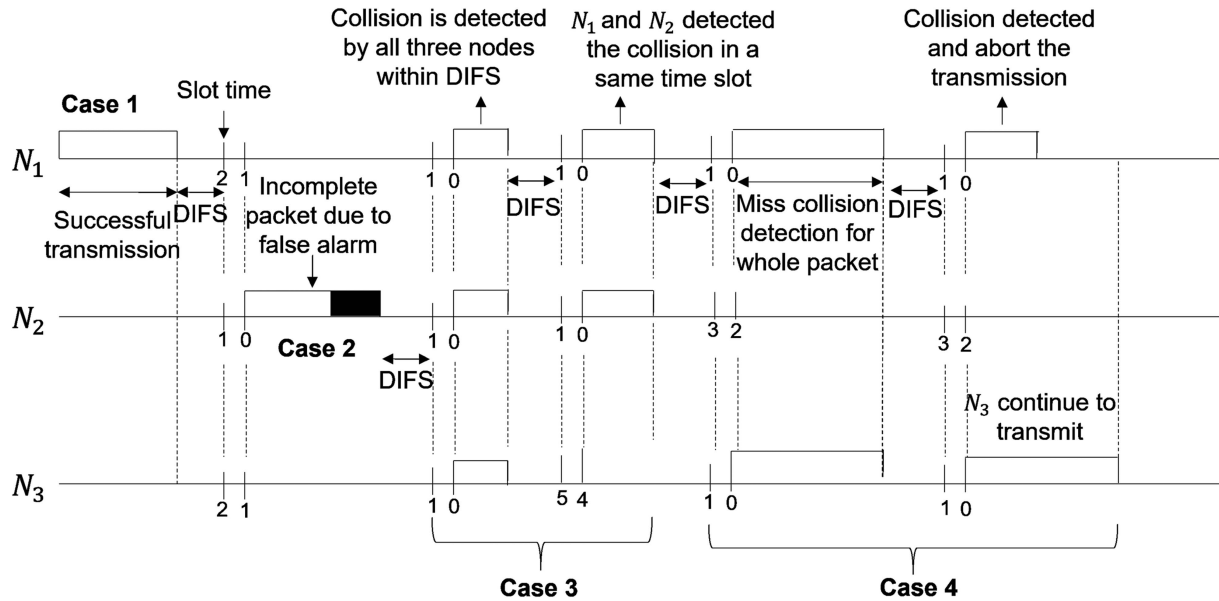 Collision is detected
by all three nodes
within DIFS
N₁ and N₂ detected
the collision in a
same time slot
Collision detected
and abort the
transmission
Case 1
Slot time
N₁
2 1 1 0 1 0 1 0 1 0
DIFS
DIFS
DIFS
DIFS
Successful
transmission
Incomplete
packet due to
false alarm
Miss collision
detection for
whole packet
N₂
1 0 1 0 1 0 3 2 3 2
Case 2
DIFS
N₃ continue to
transmit
N₃
2 1 1 0 5 4 1 0 1 0
Case 3
Case 4